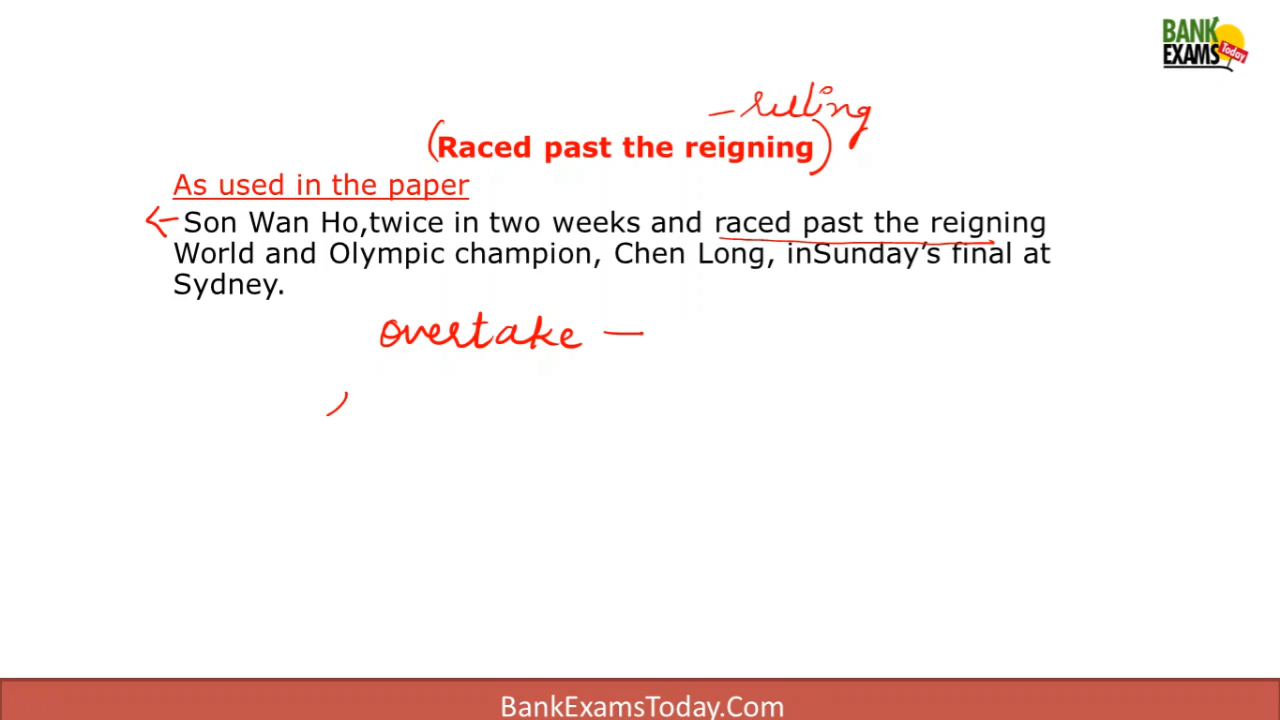 BANK
EXAMS Today
- ruling
(Raced past the reigning)
As used in the paper
Son Wan Ho,twice in two weeks and raced past the reigning
World and Olympic champion, Chen Long, inSunday’s final at
Sydney.
overtake —
BankExamsToday.Com